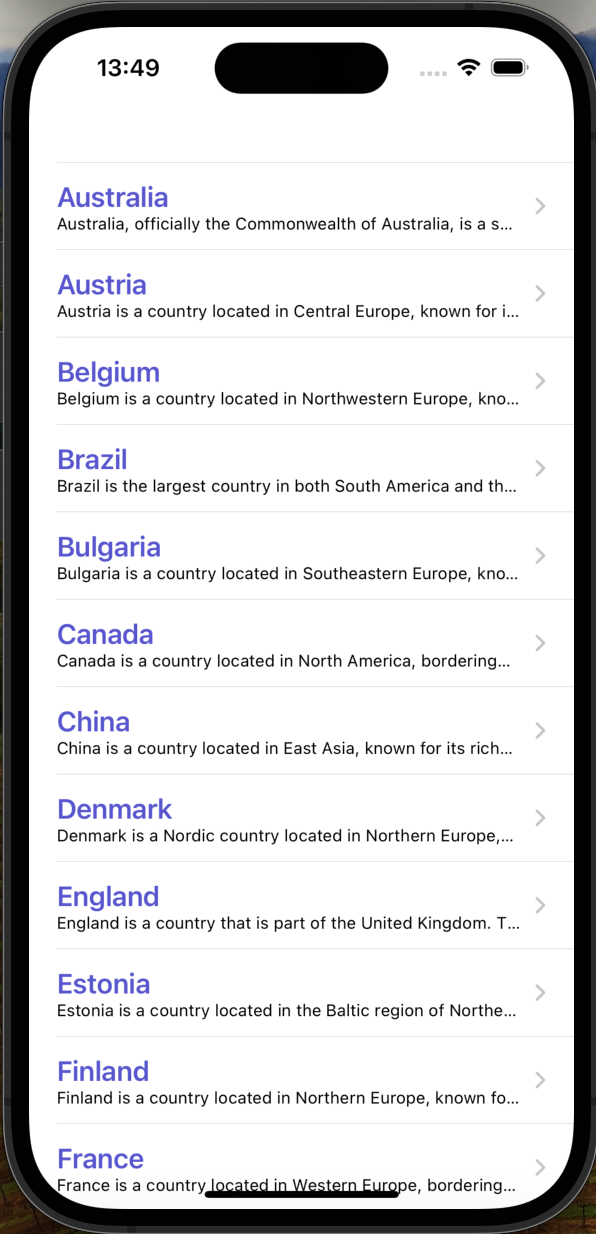 13:49
Australia
Australia, officially the Commonwealth of Australia, is a s...
Austria
Austria is a country located in Central Europe, known for i...
Belgium
Belgium is a country located in Northwestern Europe, kno...
Brazil
Brazil is the largest country in both South America and th...
Bulgaria
Bulgaria is a country located in Southeastern Europe, kno...
Canada
Canada is a country located in North America, bordering...
China
China is a country located in East Asia, known for its rich...
Denmark
Denmark is a Nordic country located in Northern Europe,...
England
England is a country that is part of the United Kingdom. T...
Estonia
Estonia is a country located in the Baltic region of Northe...
Finland
Finland is a country located in Northern Europe, known fo...
France
France is a country located in Western Europe, bordering...